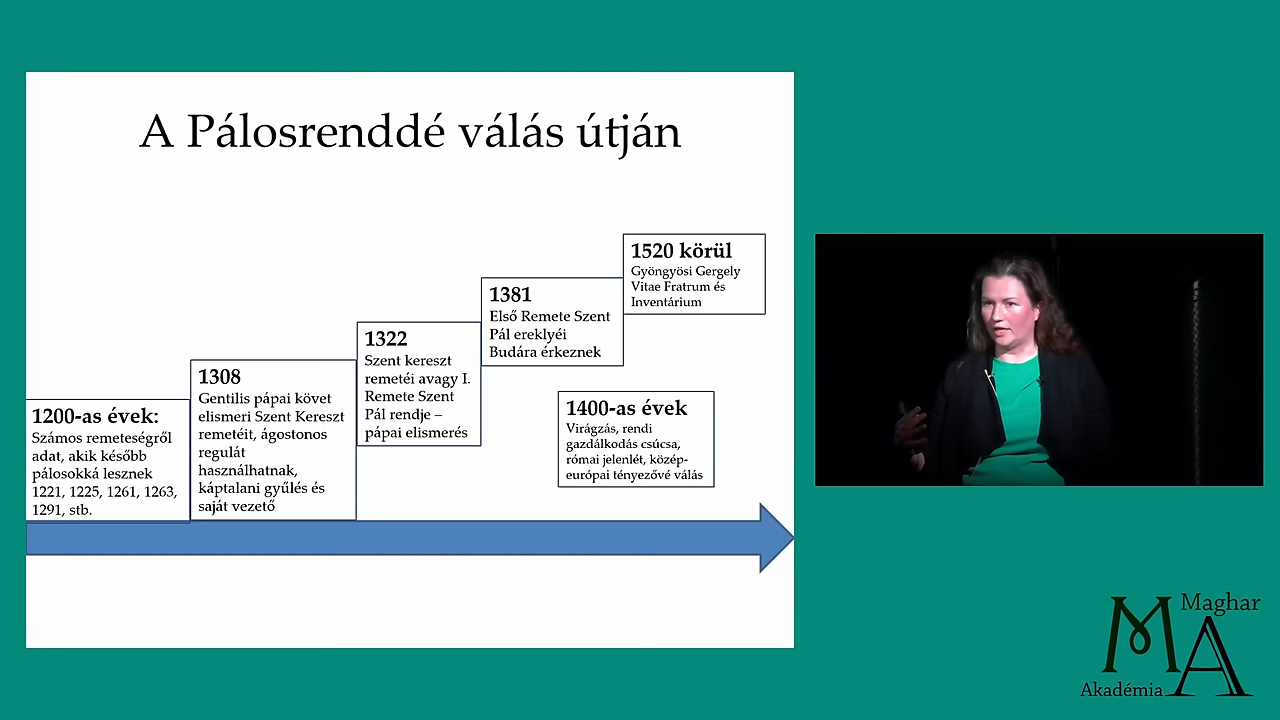 A Pálosrenddé válás útján
1200-as évek:
Számos remeteségről
adat, akik később
pálosokká lesznek
1221, 1225, 1261, 1263,
1291, stb.
1308
Gentilis pápai követ
elismeri Szent Kereszt
remetéit, ágostonos
regulát
használhatnak,
káptalani gyűlés és
saját vezető
1322
Szent kereszt
remetéi avagy I.
Remete Szent
Pál rendje –
pápai elismerés
1381
Első Remete Szent
Pál ereklyéi
Budára érkeznek
1400-as évek
Virágzás, rendi
gazdálkodás csúcsa,
római jelenlét, közép-
európai tényezővé válás
1520 körül
Gyöngyösi Gergely
Vitae Fratrum és
Inventárium
Maghar
MA
Akadémia